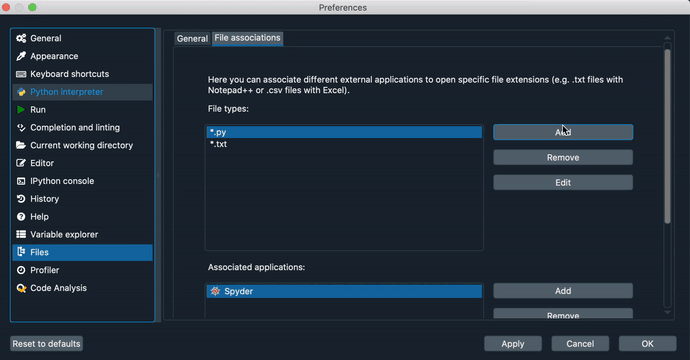 Preferences
General
Appearance
Keyboard shortcuts
Python interpreter
Run
Completion and linting
Current working directory
Editor
IPython console
History
Help
Variable explorer
Files
Profiler
Code Analysis
General File associations
Here you can associate different external applications to open specific file extensions (e.g. .txt files with
Notepad++ or .csv files with Excel).
File types:
*.py
*.txt
Add
Remove
Edit
Associated applications:
Spyder
Add
Remove
Reset to defaults
Apply Cancel OK